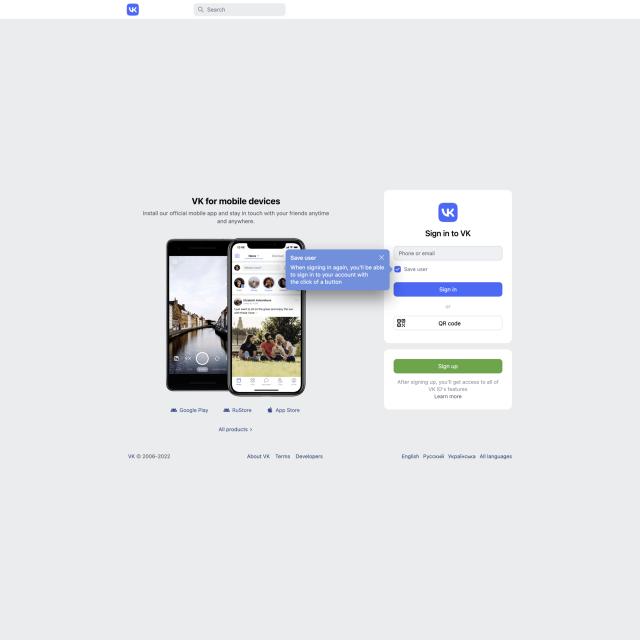 Search
VK for mobile devices
Install our official mobile app and stay in touch with your friends anytime
and anywhere.
Save user
When signing in again, you'll be able
to sign in to your account with
the click of a button
Google Play
RuStore
App Store
All products ›
Sign in to VK
Phone or email
Save user
Sign in
or
QR code
Sign up
After signing up, you'll get access to all of
VK ID's features
Learn more
VK © 2006–2022
About VK Terms Developers
English Русский Українська All languages